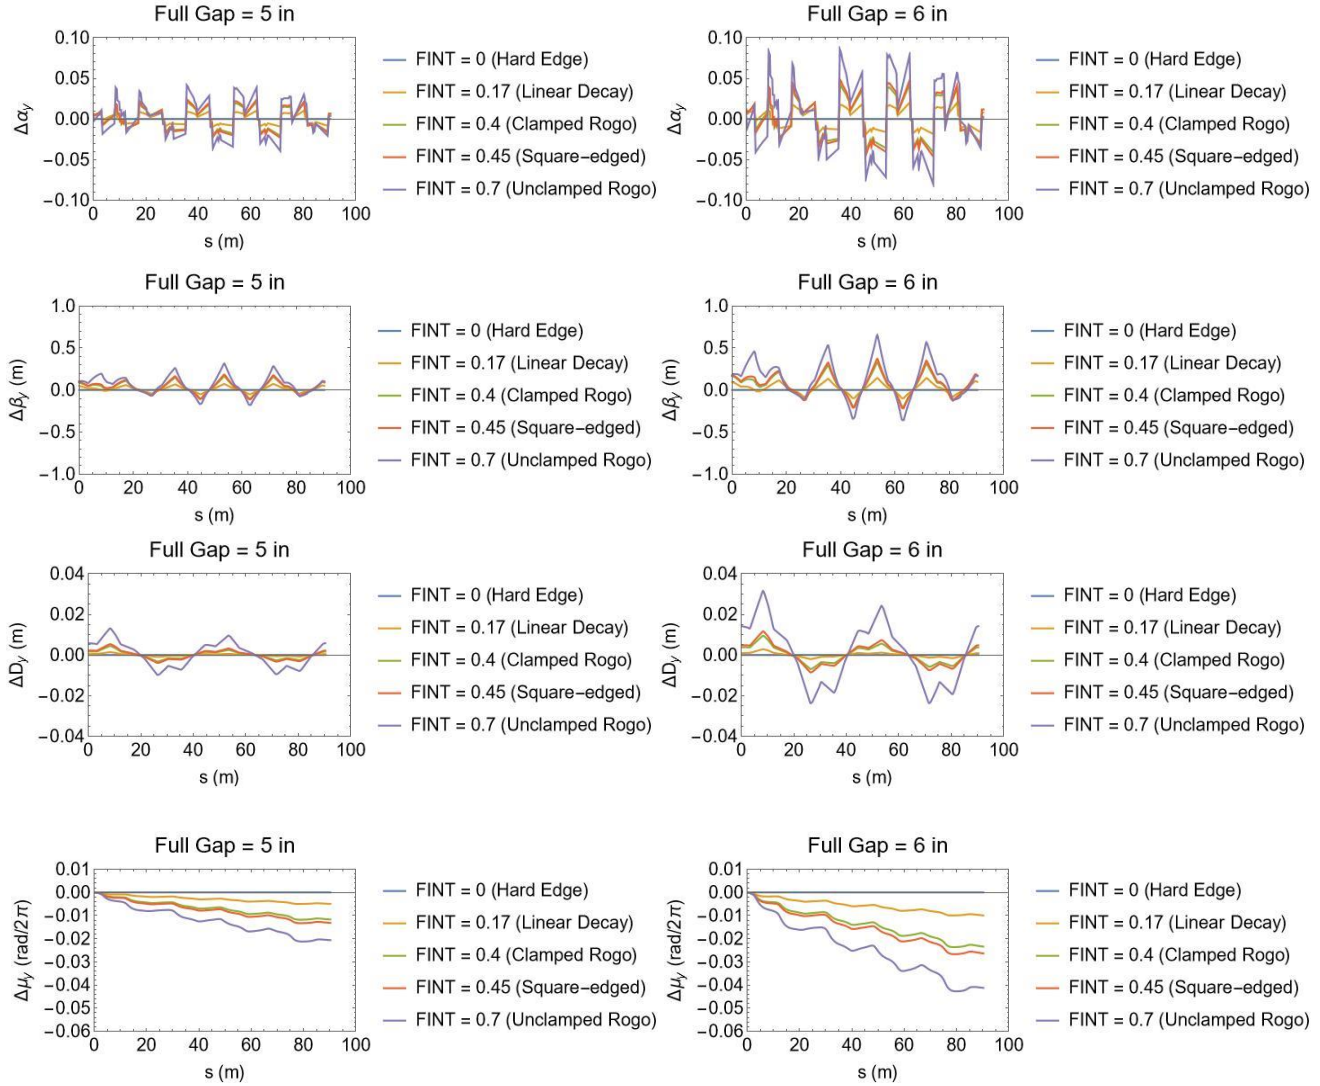 Full Gap = 5 in
0.10
0.05
0.00
−0.05
−0.10
Δαy
0 20 40 60 80 100
s (m)
FINT = 0 (Hard Edge)
FINT = 0.17 (Linear Decay)
FINT = 0.4 (Clamped Rogo)
FINT = 0.45 (Square-edged)
FINT = 0.7 (Unclamped Rogo)
Full Gap = 6 in
0.10
0.05
0.00
−0.05
−0.10
Δαy
0 20 40 60 80 100
s (m)
FINT = 0 (Hard Edge)
FINT = 0.17 (Linear Decay)
FINT = 0.4 (Clamped Rogo)
FINT = 0.45 (Square-edged)
FINT = 0.7 (Unclamped Rogo)
Full Gap = 5 in
1.0
0.5
0.0
−0.5
−1.0
Δβy (m)
0 20 40 60 80 100
s (m)
FINT = 0 (Hard Edge)
FINT = 0.17 (Linear Decay)
FINT = 0.4 (Clamped Rogo)
FINT = 0.45 (Square-edged)
FINT = 0.7 (Unclamped Rogo)
Full Gap = 6 in
1.0
0.5
0.0
−0.5
−1.0
Δβy (m)
0 20 40 60 80 100
s (m)
FINT = 0 (Hard Edge)
FINT = 0.17 (Linear Decay)
FINT = 0.4 (Clamped Rogo)
FINT = 0.45 (Square-edged)
FINT = 0.7 (Unclamped Rogo)
Full Gap = 5 in
0.04
0.02
0.00
−0.02
−0.04
ΔDy (m)
0 20 40 60 80 100
s (m)
FINT = 0 (Hard Edge)
FINT = 0.17 (Linear Decay)
FINT = 0.4 (Clamped Rogo)
FINT = 0.45 (Square-edged)
FINT = 0.7 (Unclamped Rogo)
Full Gap = 6 in
0.04
0.02
0.00
−0.02
−0.04
ΔDy (m)
0 20 40 60 80 100
s (m)
FINT = 0 (Hard Edge)
FINT = 0.17 (Linear Decay)
FINT = 0.4 (Clamped Rogo)
FINT = 0.45 (Square-edged)
FINT = 0.7 (Unclamped Rogo)
Full Gap = 5 in
0.01
0.00
−0.01
−0.02
−0.03
−0.04
−0.05
−0.06
Δμy (rad/2π)
0 20 40 60 80 100
s (m)
FINT = 0 (Hard Edge)
FINT = 0.17 (Linear Decay)
FINT = 0.4 (Clamped Rogo)
FINT = 0.45 (Square-edged)
FINT = 0.7 (Unclamped Rogo)
Full Gap = 6 in
0.01
0.00
−0.01
−0.02
−0.03
−0.04
−0.05
−0.06
Δμy (rad/2π)
0 20 40 60 80 100
s (m)
FINT = 0 (Hard Edge)
FINT = 0.17 (Linear Decay)
FINT = 0.4 (Clamped Rogo)
FINT = 0.45 (Square-edged)
FINT = 0.7 (Unclamped Rogo)